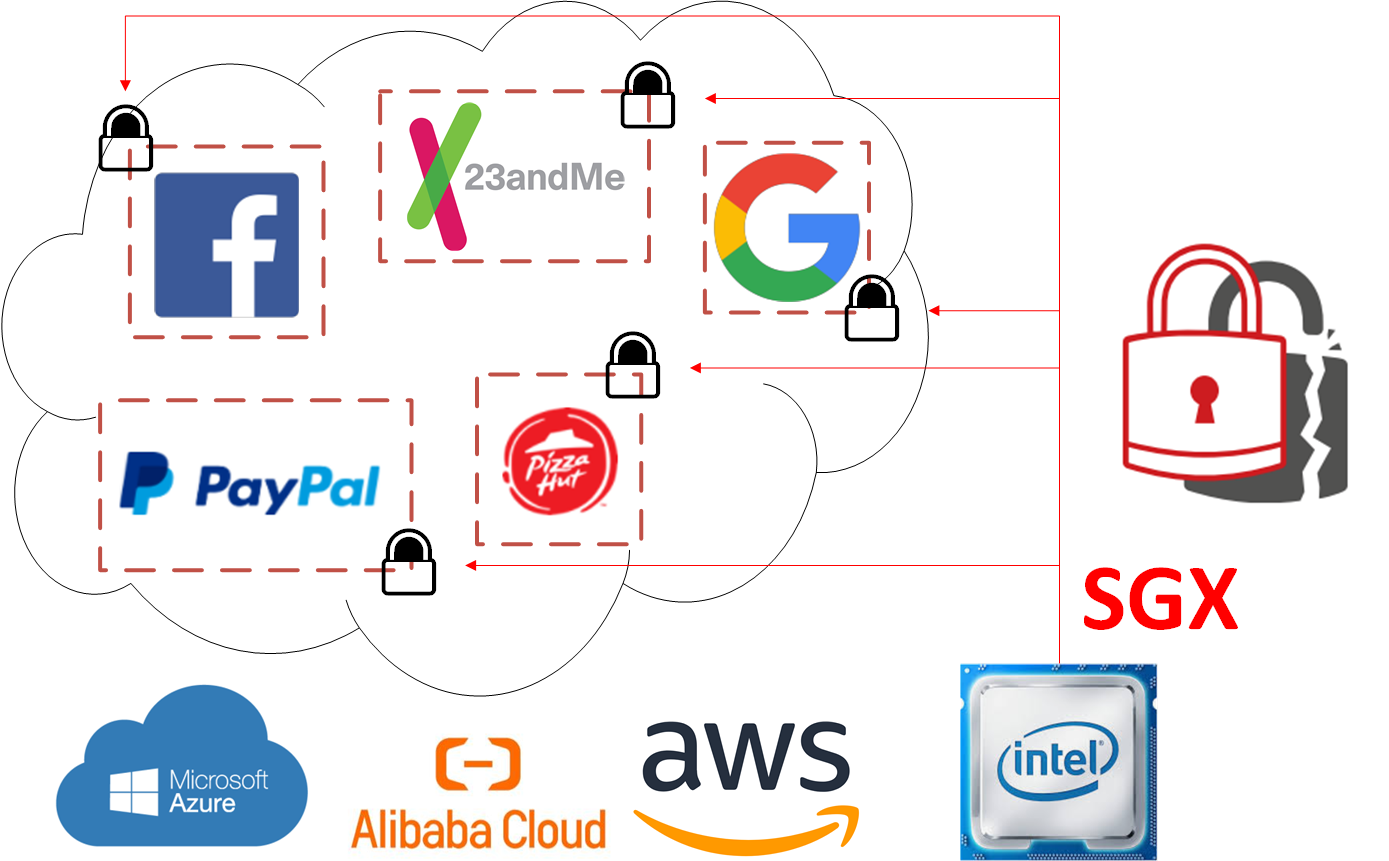 23andMe
PayPal
Pizza
Hut
SGX
Microsoft
Azure
Alibaba Cloud
aws
intel